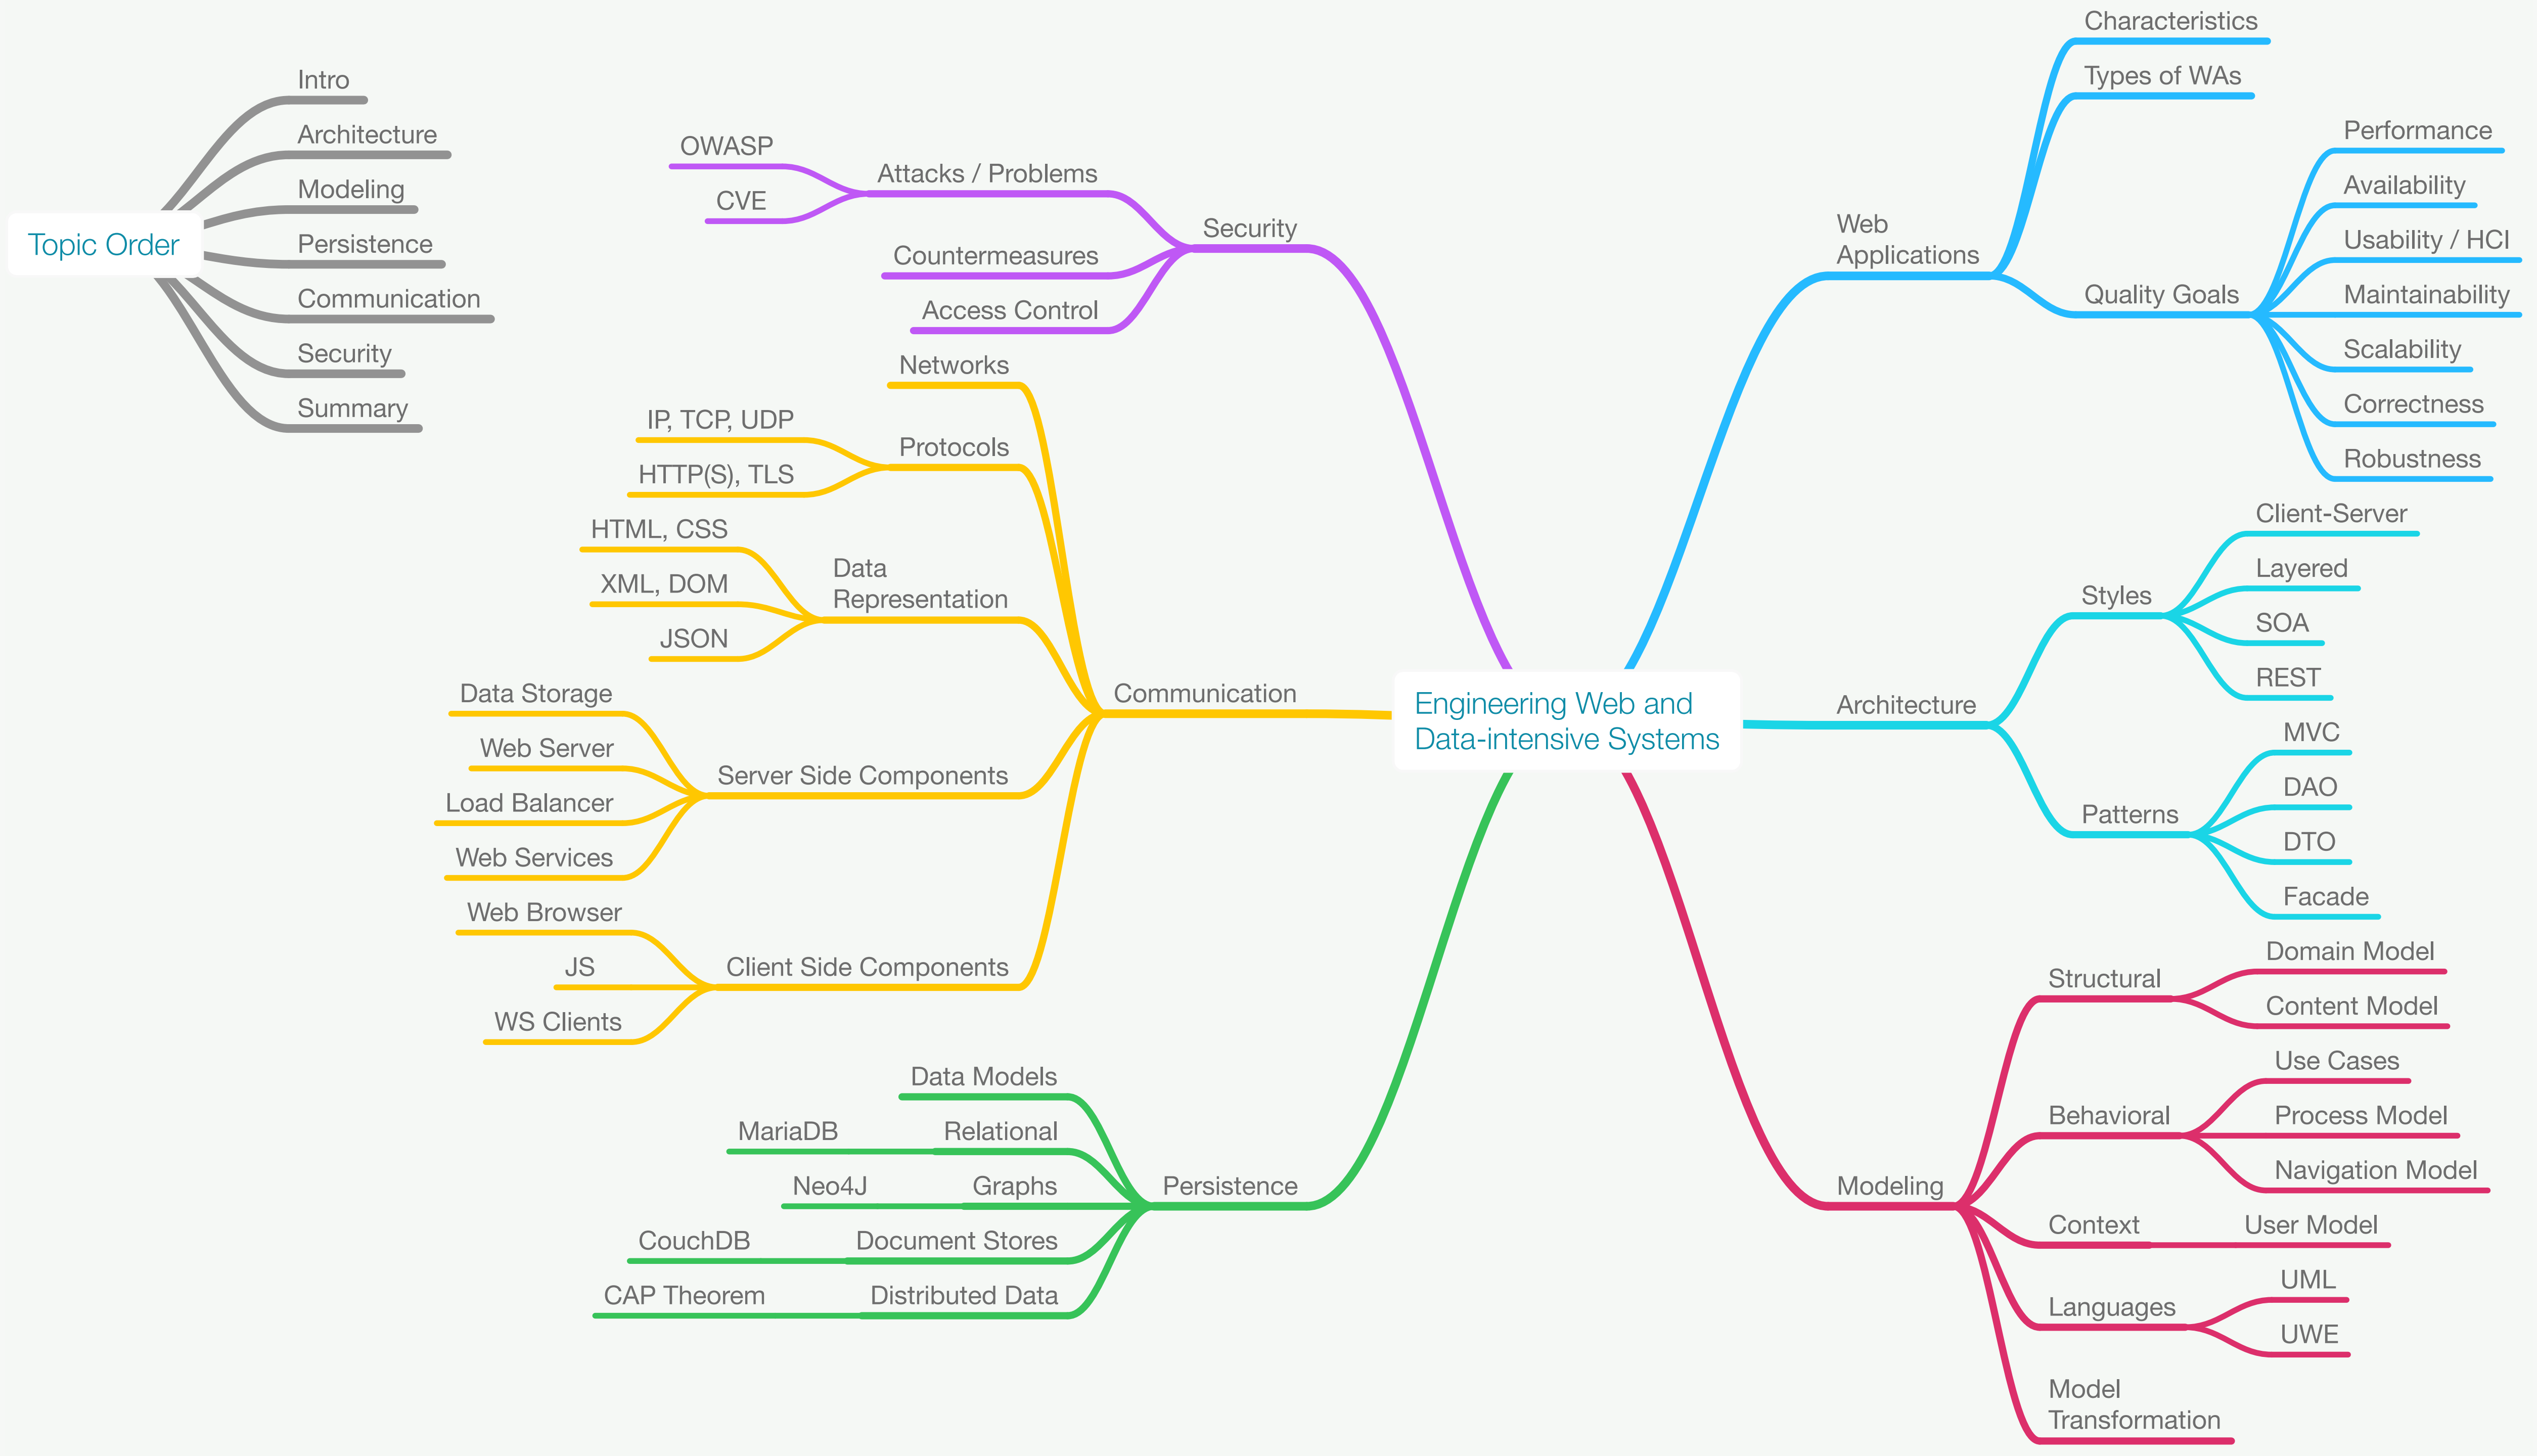 Topic Order
Intro
Architecture
Modeling
Persistence
Communication
Security
Summary
Engineering Web and
Data-intensive Systems
Security
Attacks / Problems
OWASP
CVE
Countermeasures
Access Control
Communication
Networks
Protocols
IP, TCP, UDP
HTTP(S), TLS
Data
Representation
HTML, CSS
XML, DOM
JSON
Server Side Components
Data Storage
Web Server
Load Balancer
Web Services
Client Side Components
Web Browser
JS
WS Clients
Persistence
Data Models
Relational
MariaDB
Graphs
Neo4J
Document Stores
CouchDB
Distributed Data
CAP Theorem
Web
Applications
Characteristics
Types of WAs
Quality Goals
Performance
Availability
Usability / HCI
Maintainability
Scalability
Correctness
Robustness
Architecture
Styles
Client-Server
Layered
SOA
REST
Patterns
MVC
DAO
DTO
Facade
Modeling
Structural
Domain Model
Content Model
Behavioral
Use Cases
Process Model
Navigation Model
Context
User Model
Languages
UML
UWE
Model
Transformation